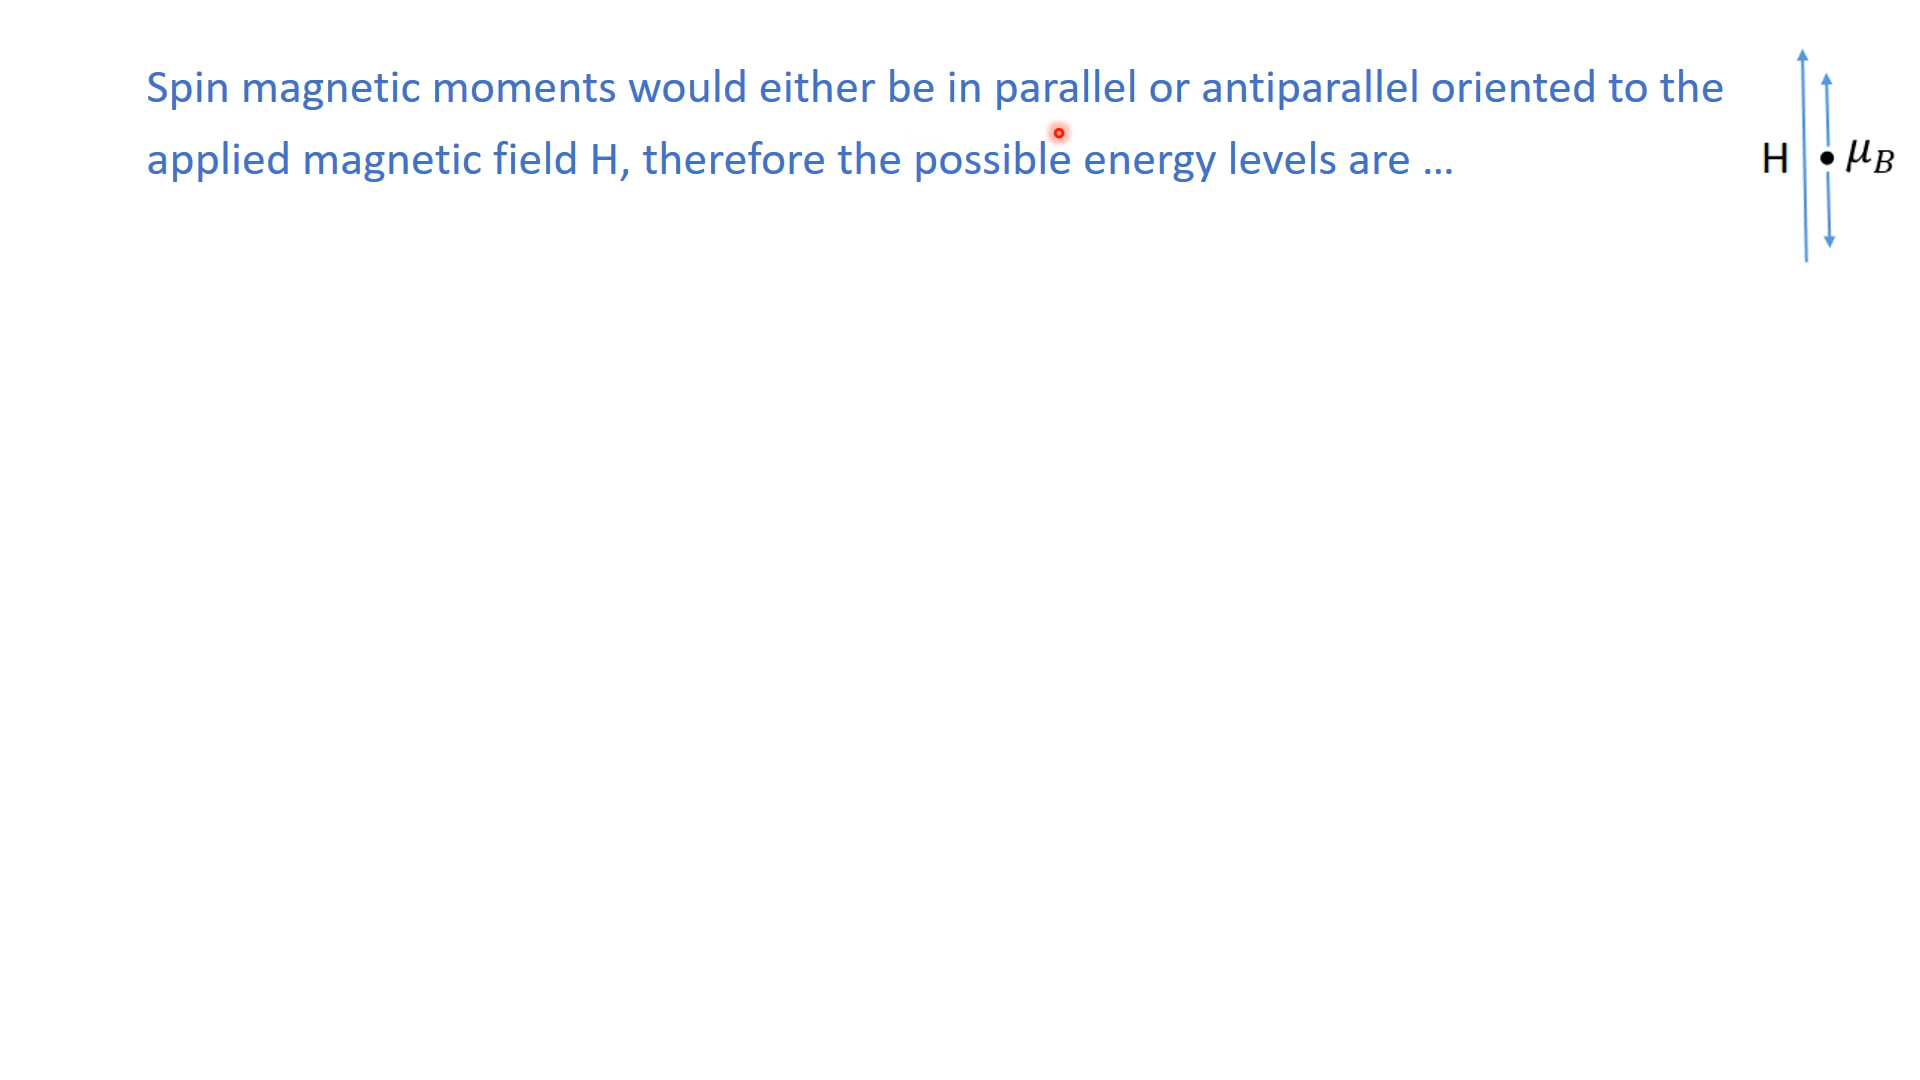 Spin magnetic moments would either be in parallel or antiparallel oriented to the
applied magnetic field H, therefore the possible energy levels are ...
H
μ_B